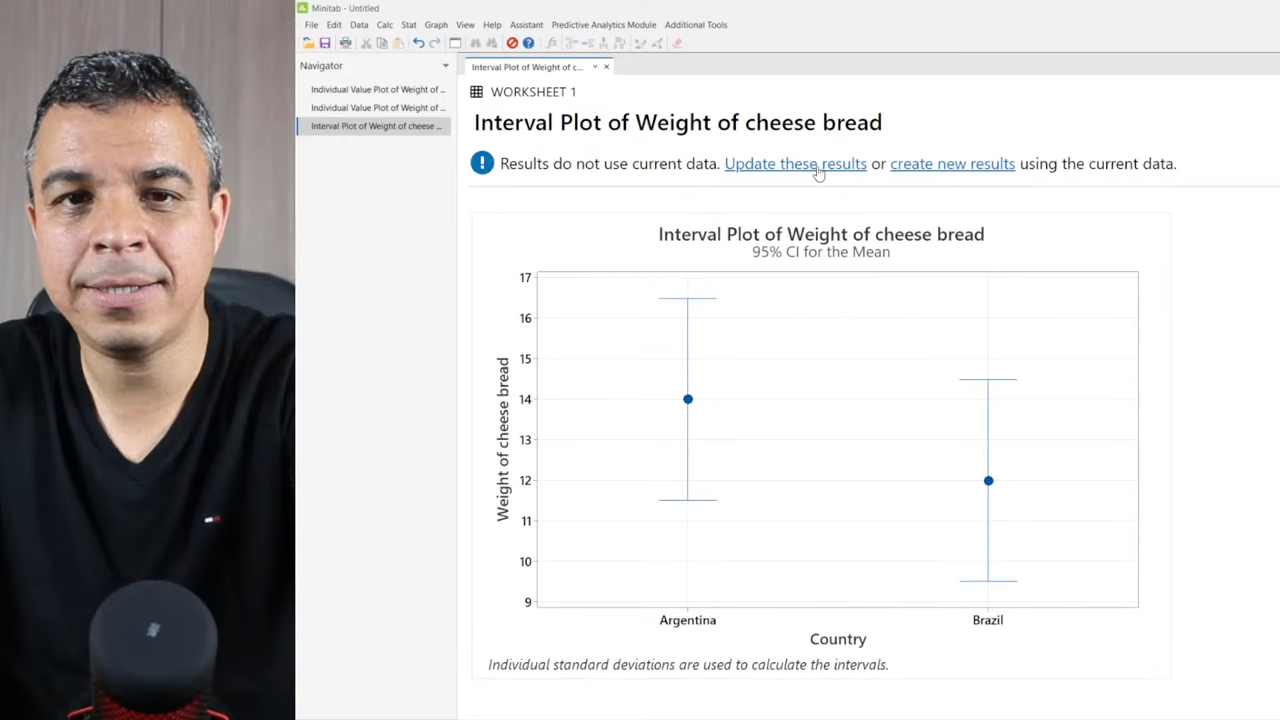 Minitab - Untitled
File Edit Data Calc Stat Graph View Help Assistant Predictive Analytics Module Additional Tools
Navigator
Individual Value Plot of Weight of ...
Individual Value Plot of Weight of ...
Interval Plot of Weight of cheese ...
Interval Plot of Weight of c...
WORKSHEET 1
Interval Plot of Weight of cheese bread
Results do not use current data. Update these results or create new results using the current data.
Interval Plot of Weight of cheese bread
95% CI for the Mean
17
16
15
14
13
12
11
10
9
Weight of cheese bread
Argentina Brazil
Country
Individual standard deviations are used to calculate the intervals.